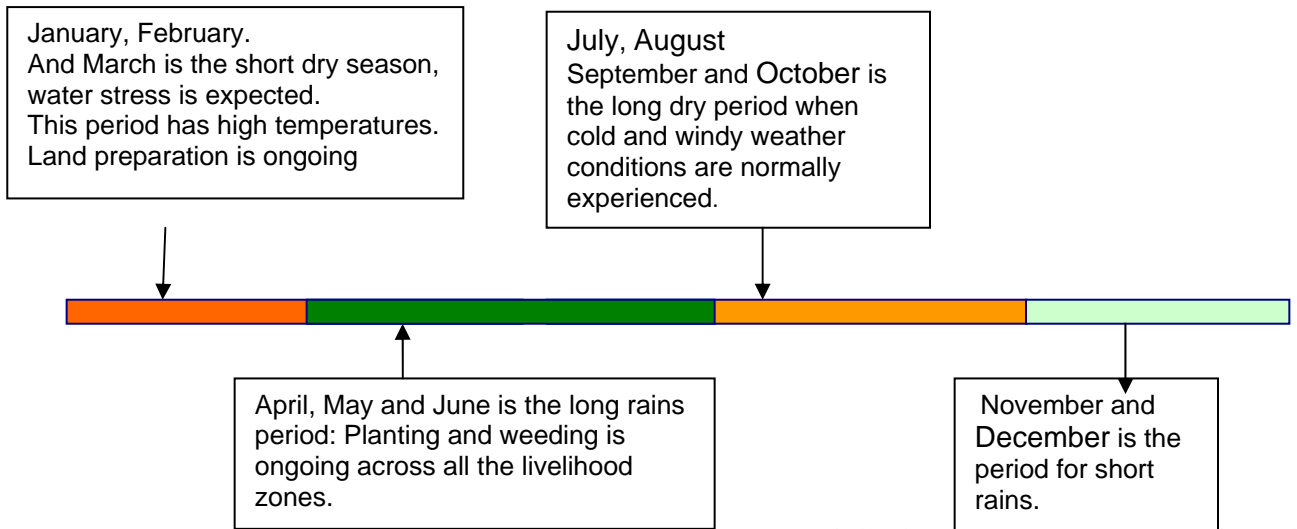 January, February.
And March is the short dry season,
water stress is expected.
This period has high temperatures.
Land preparation is ongoing
July, August
September and October is
the long dry period when
cold and windy weather
conditions are normally
experienced.
April, May and June is the long rains
period: Planting and weeding is
ongoing across all the livelihood
zones.
November and
December is the
period for short
rains.